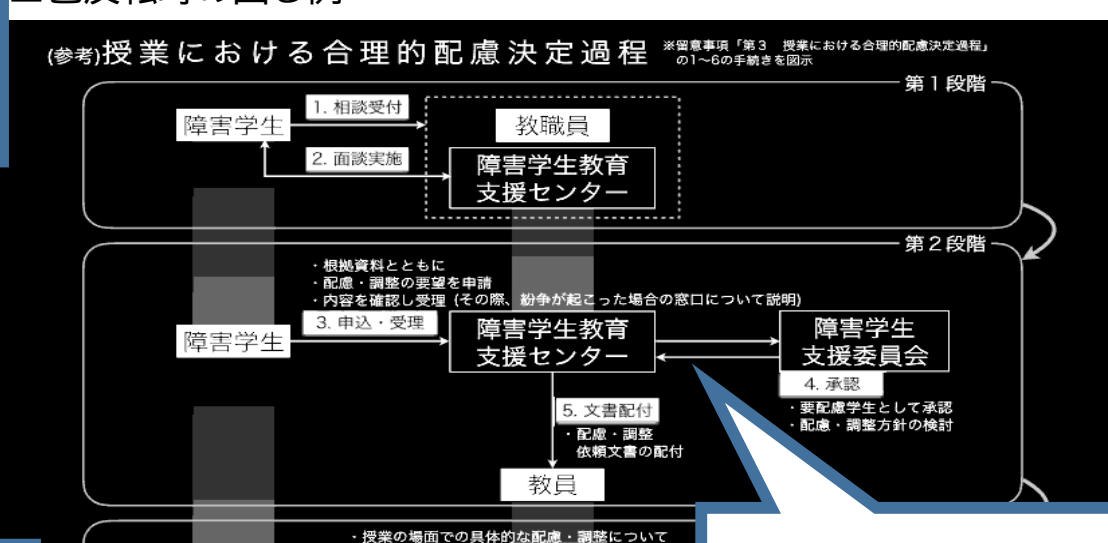 (参考)授業における合理的配慮決定過程
※留意事項「第3 授業における合理的配慮決定過程」
の1~6の手続きを図示
第1段階
障害学生
1. 相談受付
2. 面談実施
教職員
障害学生教育
支援センター
第2段階
・根拠資料とともに
・配慮・調整の要望を申請
・内容を確認し受理 (その際、紛争が起こった場合の窓口について説明)
障害学生
3. 申込・受理
障害学生教育
支援センター
障害学生
支援委員会
4. 承認
・要配慮学生として承認
・配慮・調整方針の検討
5. 文書配付
・配慮・調整
依頼文書の配付
教員
・授業の場面での具体的な配慮・調整について